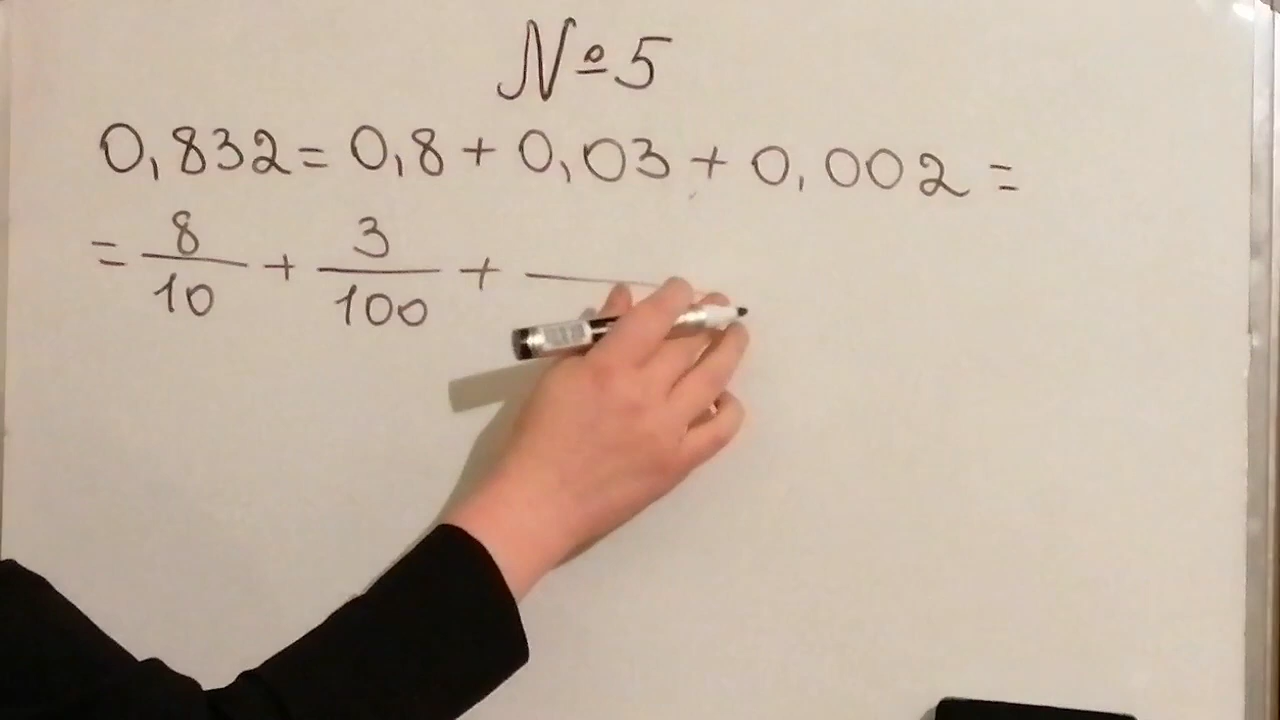 №5
0,832 = 0,8 + 0,03 + 0,002 =
= 8/10 + 3/100 +